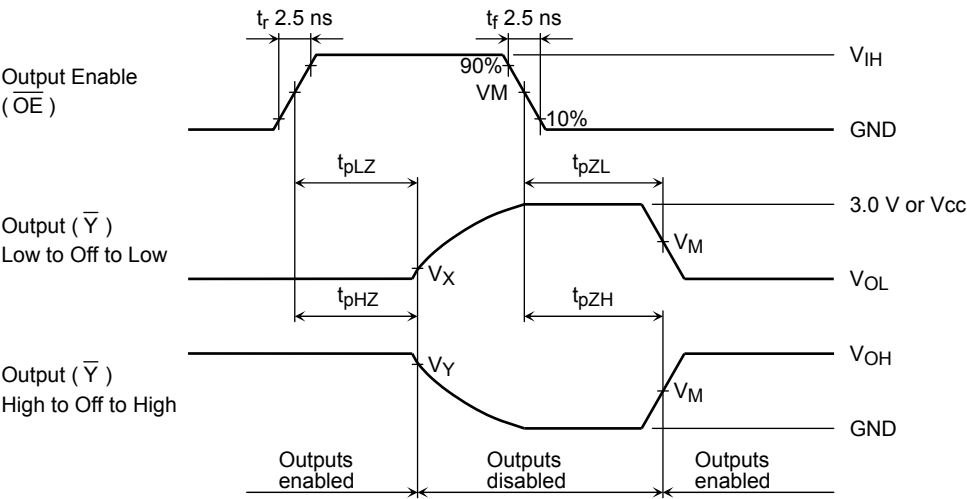 tr 2.5 ns
tf 2.5 ns
Output Enable
( OE )
90%
VM
10%
VIH
GND
tpLZ
tpZL
Output ( Y )
Low to Off to Low
3.0 V or Vcc
VM
VX
VOL
tpHZ
tpZH
Output ( Y )
High to Off to High
VY
VOH
VM
GND
Outputs
enabled
Outputs
disabled
Outputs
enabled